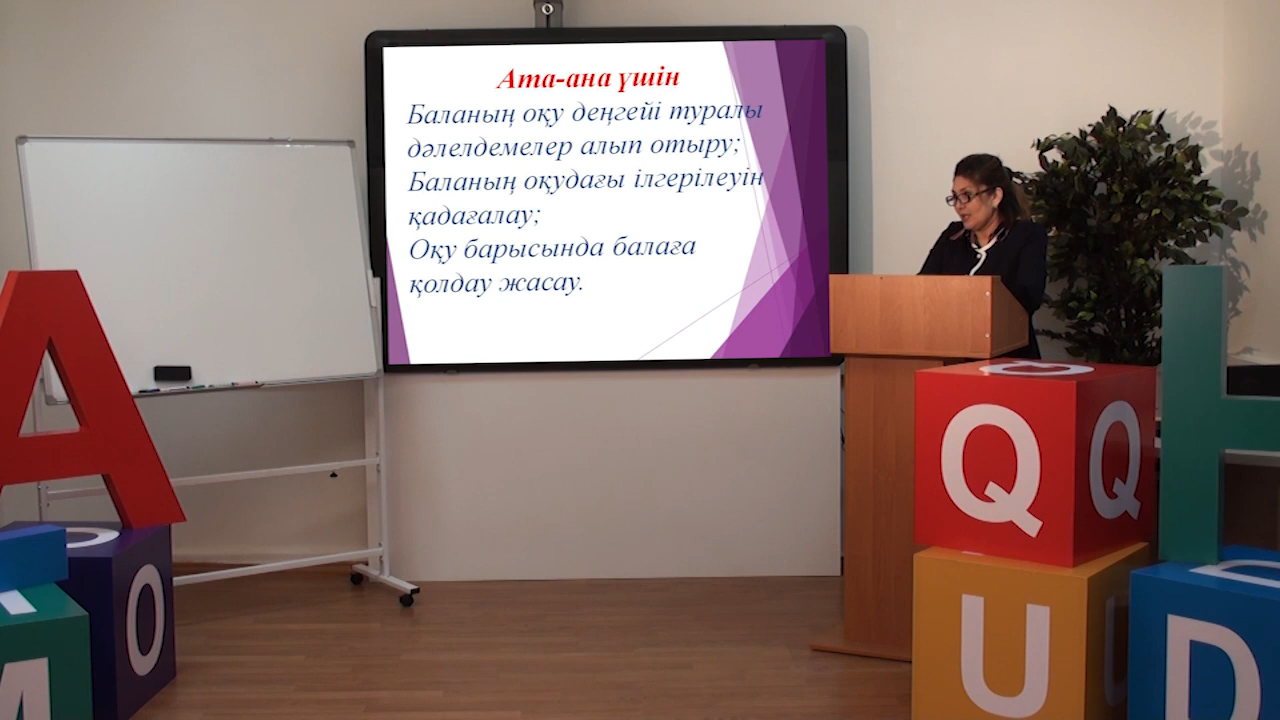 Ата-ана үшін
Баланың оқу деңгейі туралы
дәлелдемелер алып отыру;
Баланың оқудағы ілгерілеуін
қадағалау;
Оқу барысында балаға
қолдау жасау.
A
O
M
Q
Q
U
D